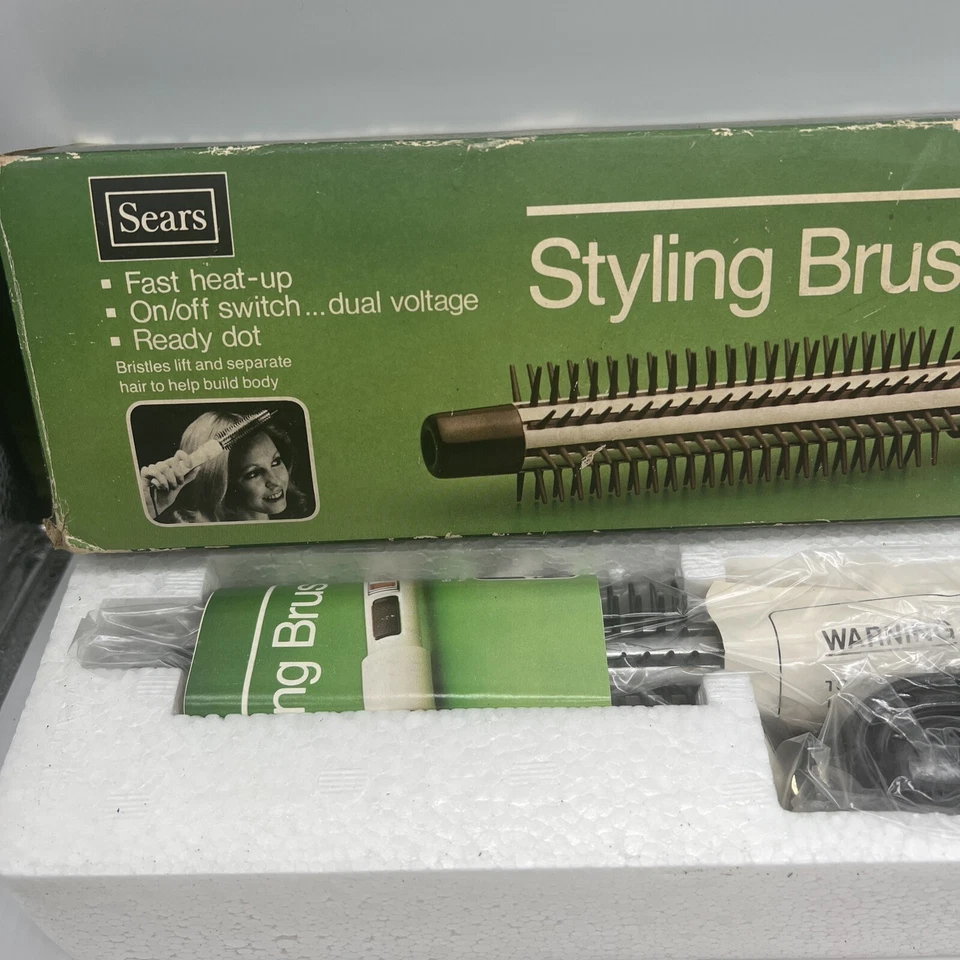 Sears
Fast heat-up
On/off switch...dual voltage
Ready dot
Bristles lift and separate
hair to help build body
Styling Brus
ng Brus
WARNING